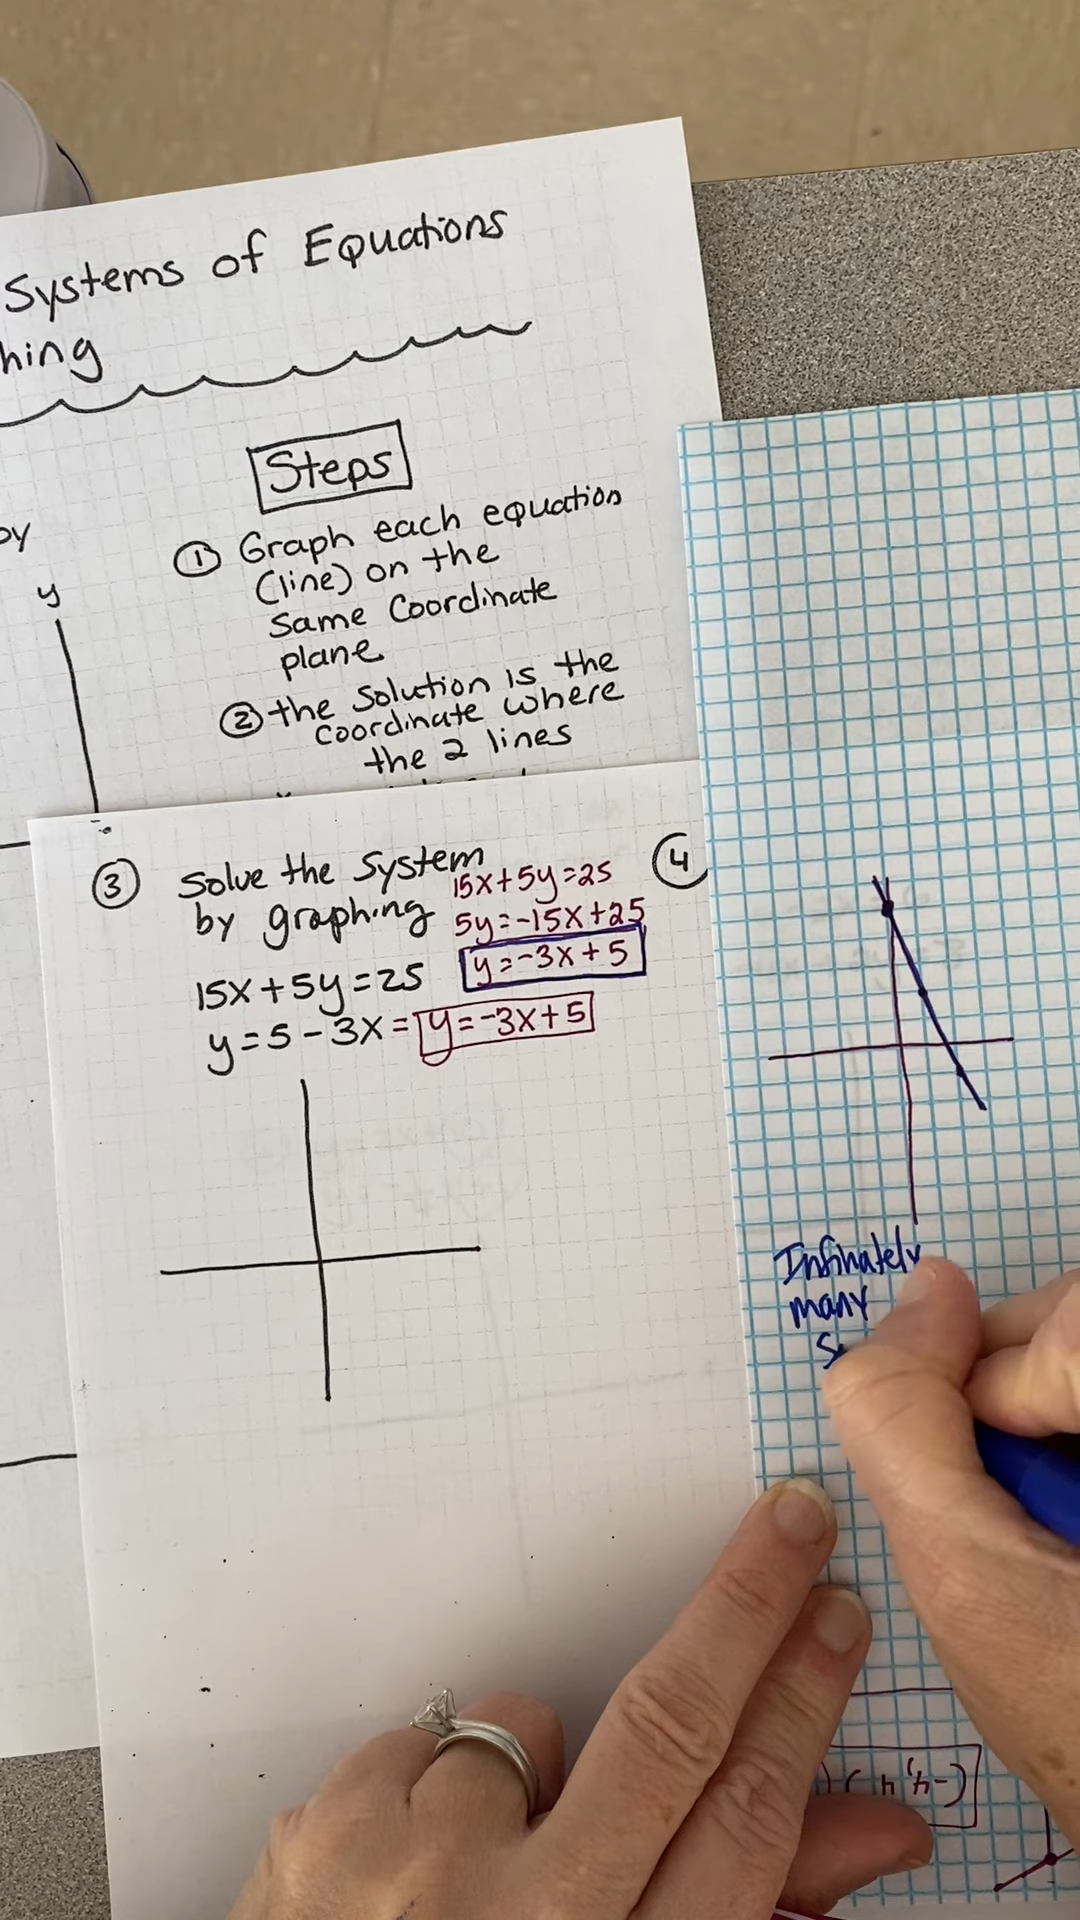 Systems of Equations
hing
Steps
y
① Graph each equation
(line) on the
Same Coordinate
plane
② the Solution is the
Coordinate where
the 2 lines
③ Solve the System
by graphing
15x+5y=25
y=5-3x= y=-3x+5
15x+5y=25
5y=-15x+25
y=-3x+5
④
Infinately
many
(-4,4)